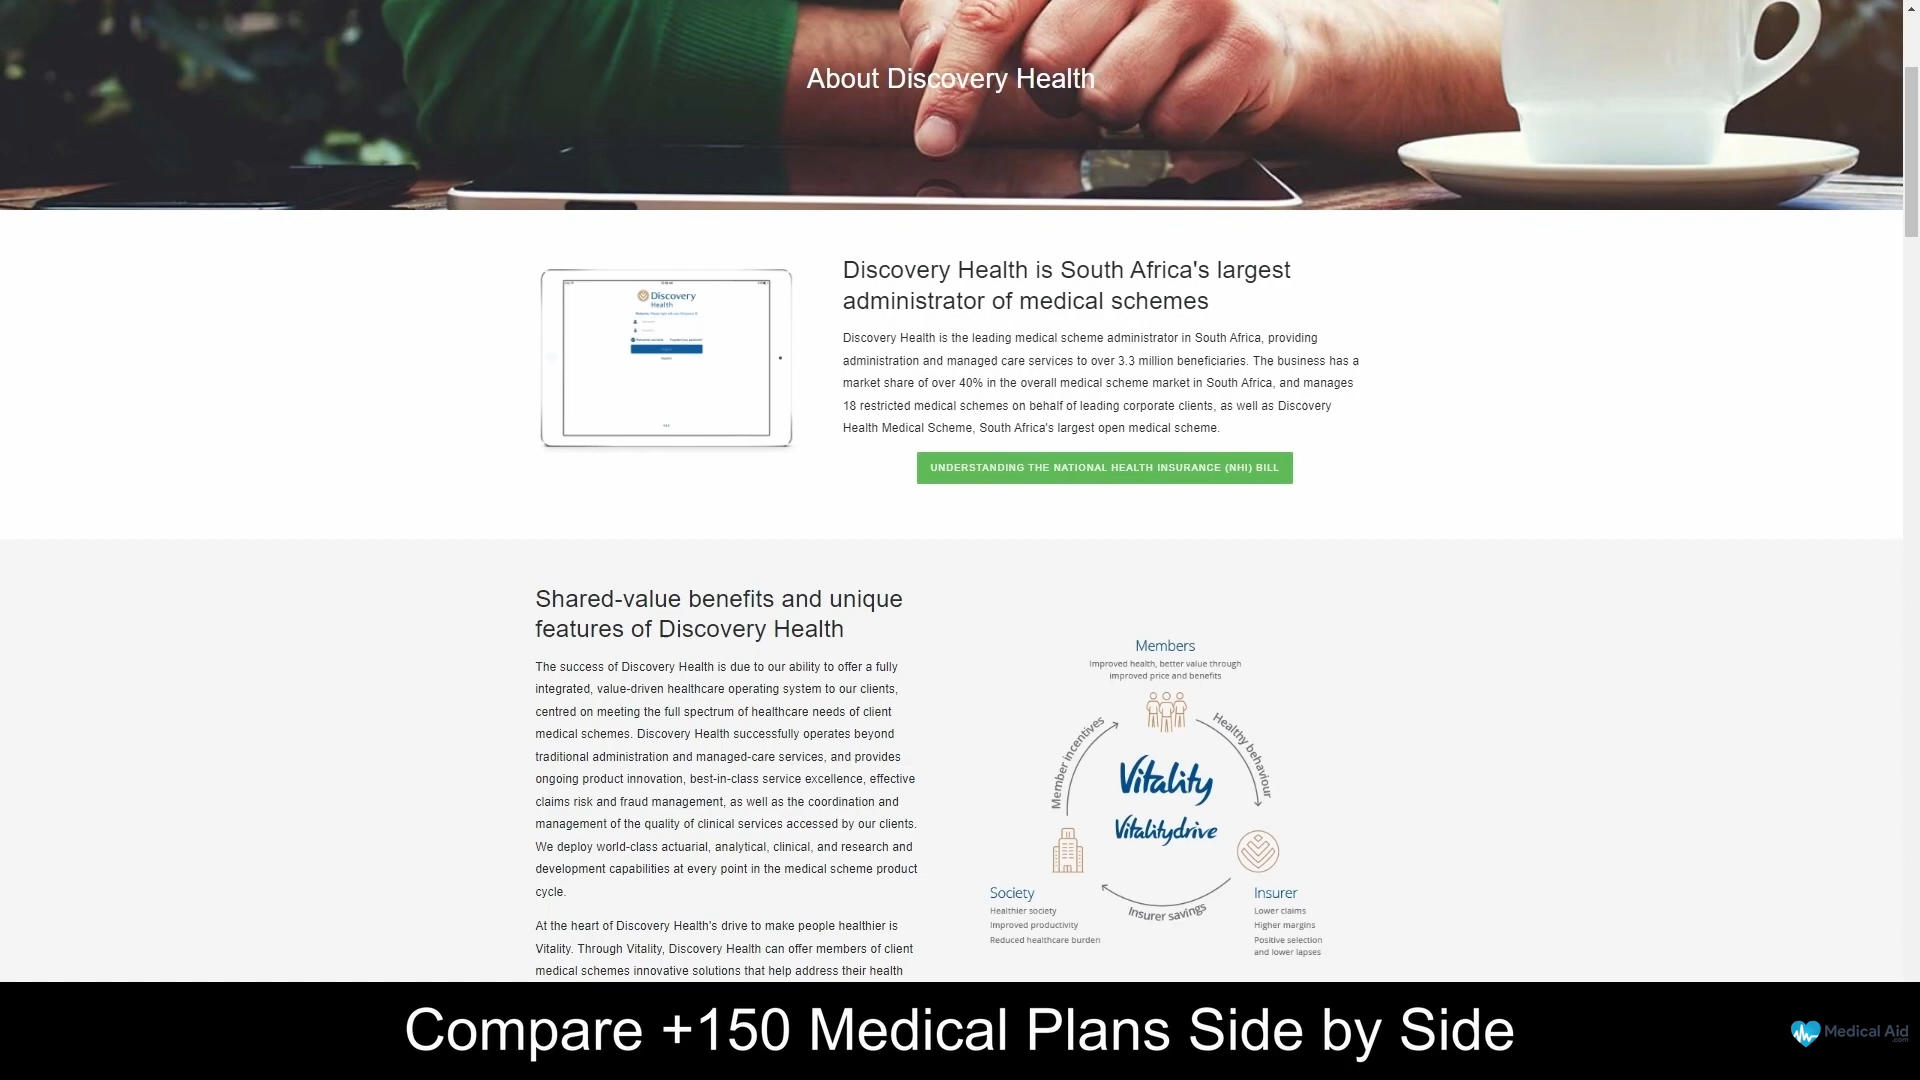 About Discovery Health
Discovery Health is South Africa's largest
administrator of medical schemes
Discovery Health is the leading medical scheme administrator in South Africa, providing
administration and managed care services to over 3.3 million beneficiaries. The business has a
market share of over 40% in the overall medical scheme market in South Africa, and manages
18 restricted medical schemes on behalf of leading corporate clients, as well as Discovery
Health Medical Scheme, South Africa's largest open medical scheme.
UNDERSTANDING THE NATIONAL HEALTH INSURANCE (NHI) BILL
Discovery
Health
Shared-value benefits and unique
features of Discovery Health
The success of Discovery Health is due to our ability to offer a fully
integrated, value-driven healthcare operating system to our clients,
centred on meeting the full spectrum of healthcare needs of client
medical schemes. Discovery Health successfully operates beyond
traditional administration and managed-care services, and provides
ongoing product innovation, best-in-class service excellence, effective
claims risk and fraud management, as well as the coordination and
management of the quality of clinical services accessed by our clients.
We deploy world-class actuarial, analytical, clinical, and research and
development capabilities at every point in the medical scheme product
cycle.
At the heart of Discovery Health's drive to make people healthier is
Vitality. Through Vitality, Discovery Health can offer members of client
medical schemes innovative solutions that help address their health
Members
Improved health, better value through
improved price and benefits
Member incentives
Healthy behaviour
Vitality
Vitalitydrive
Society
Healthier society
Improved productivity
Reduced healthcare burden
Insurer savings
Insurer
Lower claims
Higher margins
Positive selection
and lower lapses
Compare +150 Medical Plans Side by Side
Medical Aid
.com